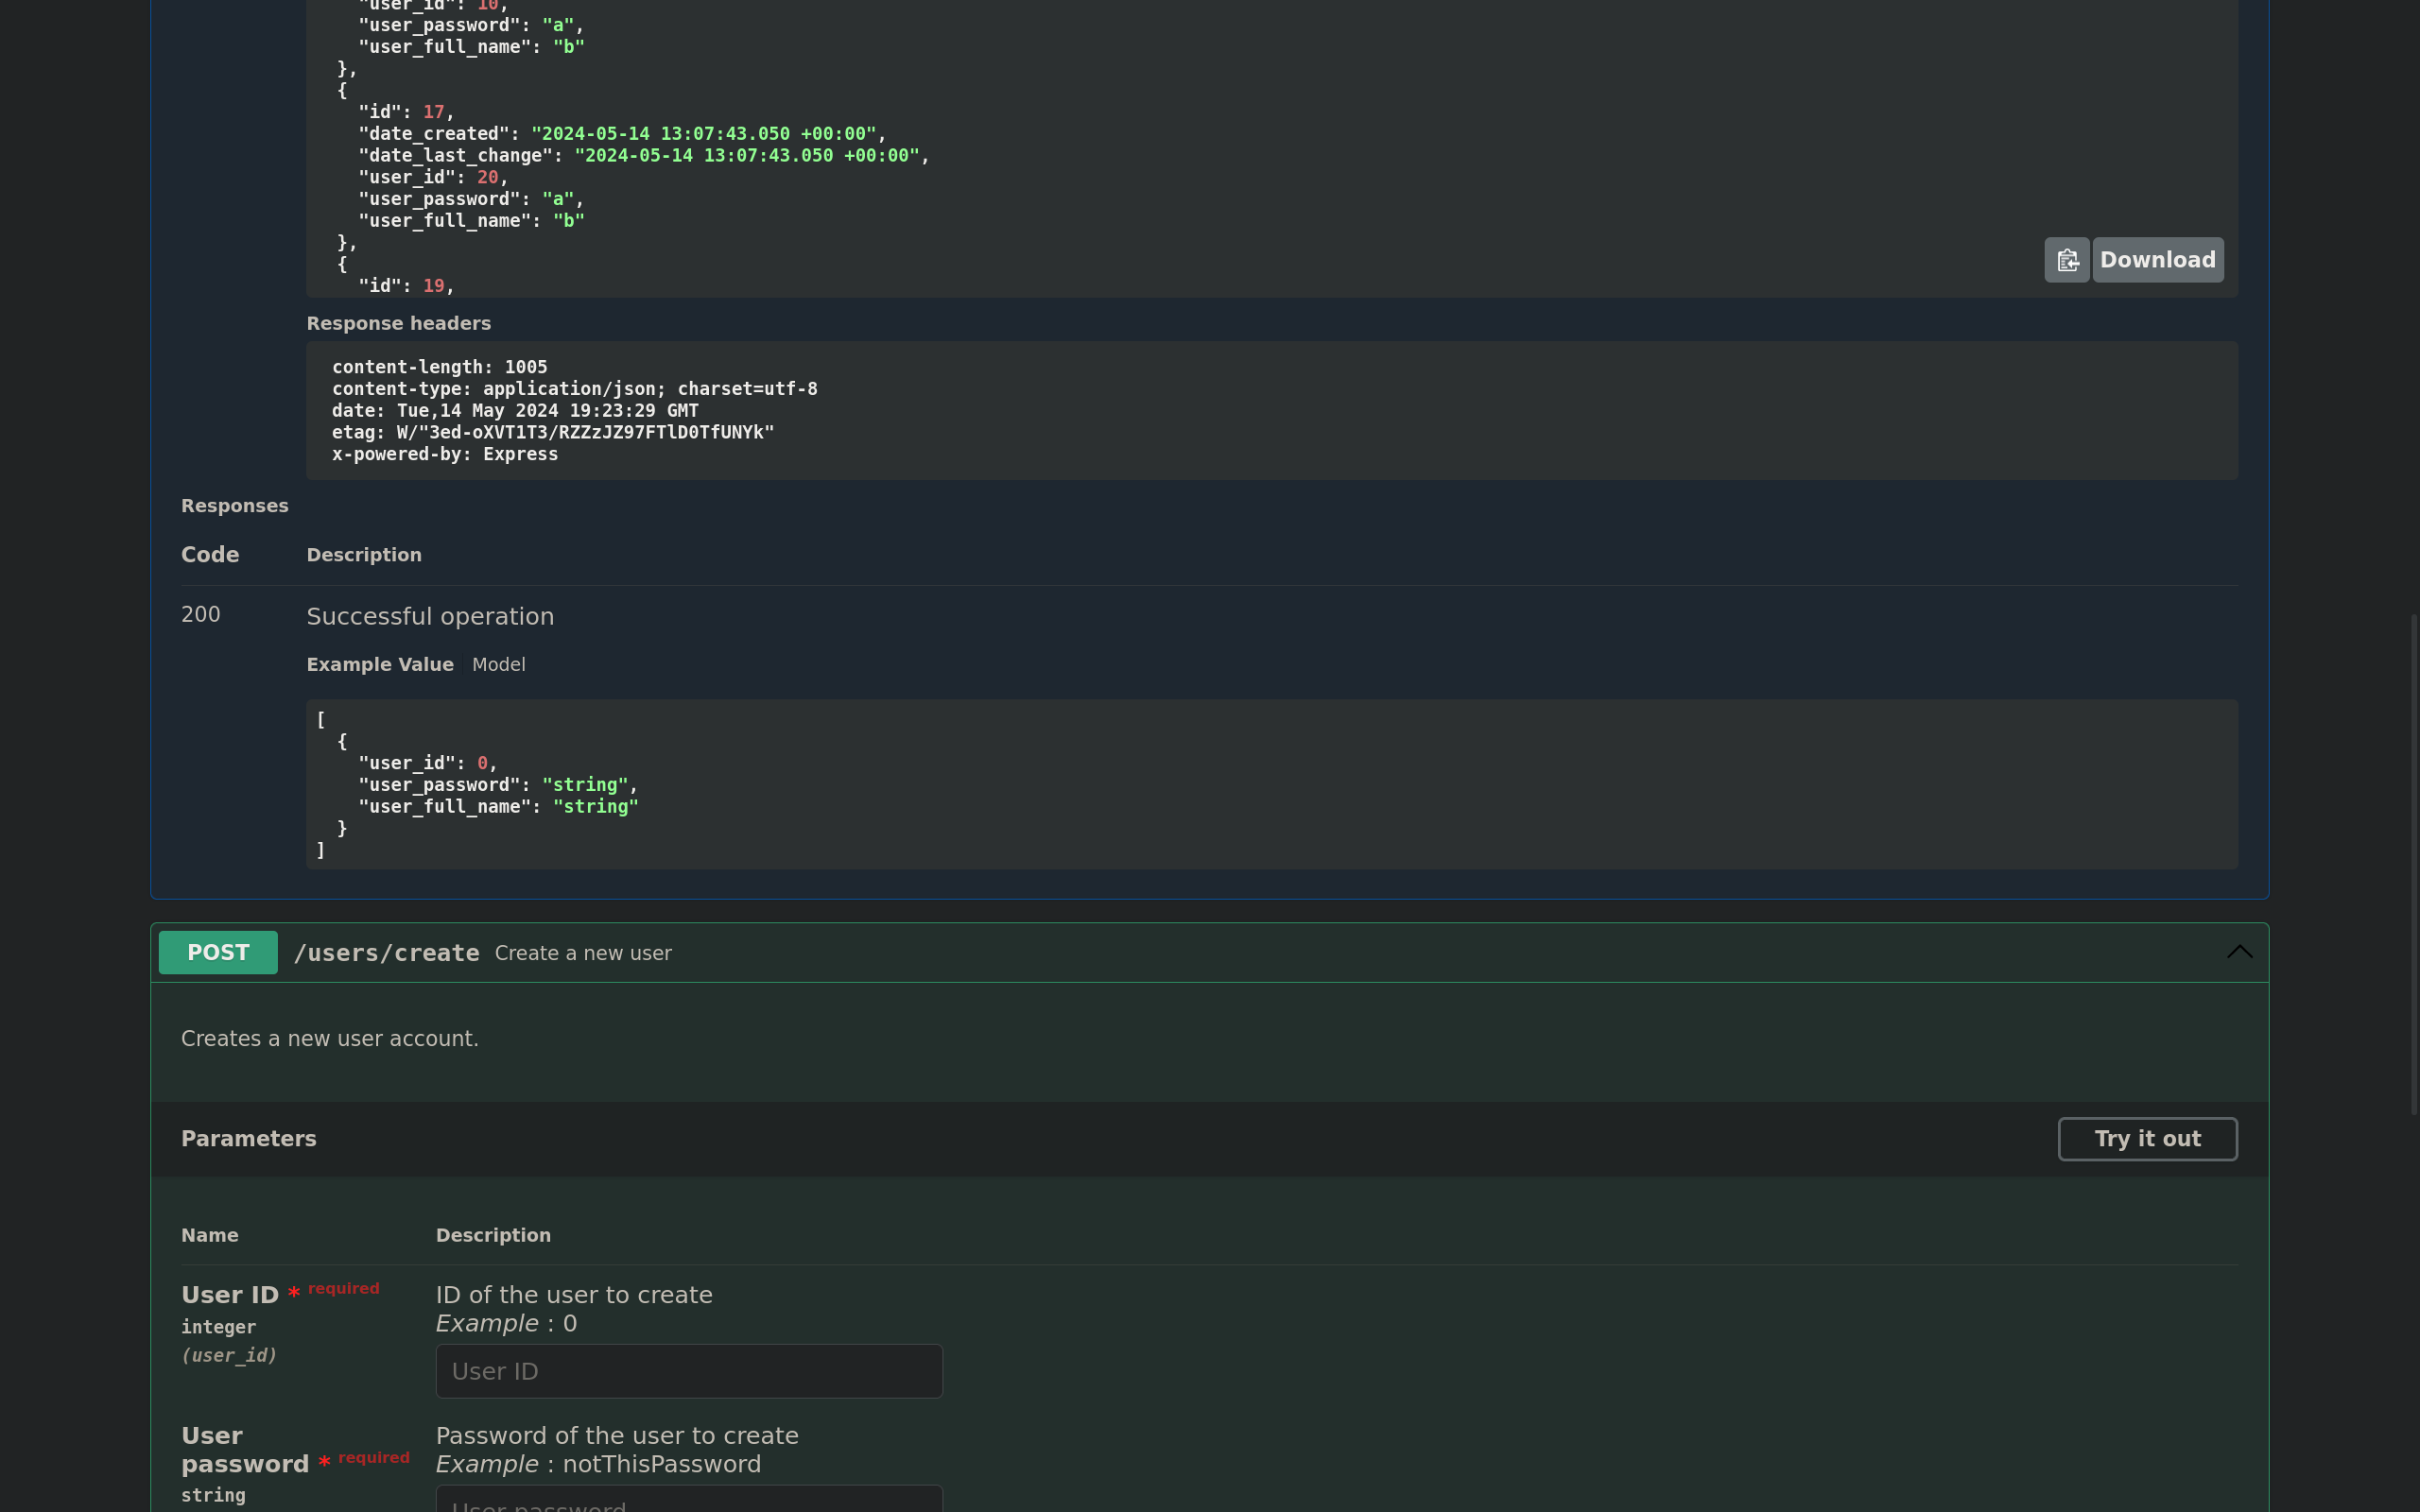 "user_id": 10,
"user_password": "a",
"user_full_name": "b"
},
{
"id": 17,
"date_created": "2024-05-14 13:07:43.050 +00:00",
"date_last_change": "2024-05-14 13:07:43.050 +00:00",
"user_id": 20,
"user_password": "a",
"user_full_name": "b"
},
{
"id": 19,
Download
Response headers
content-length: 1005
content-type: application/json; charset=utf-8
date: Tue,14 May 2024 19:23:29 GMT
etag: W/"3ed-oXVT1T3/RZZzJZ97FTlD0TfUNYk"
x-powered-by: Express
Responses
Code Description
200 Successful operation
Example Value Model
[
{
"user_id": 0,
"user_password": "string",
"user_full_name": "string"
}
]
POST /users/create Create a new user
Creates a new user account.
Parameters Try it out
Name Description
User ID * required ID of the user to create
integer Example : 0
(user_id) User ID
User Password of the user to create
password * required Example : notThisPassword
string User password